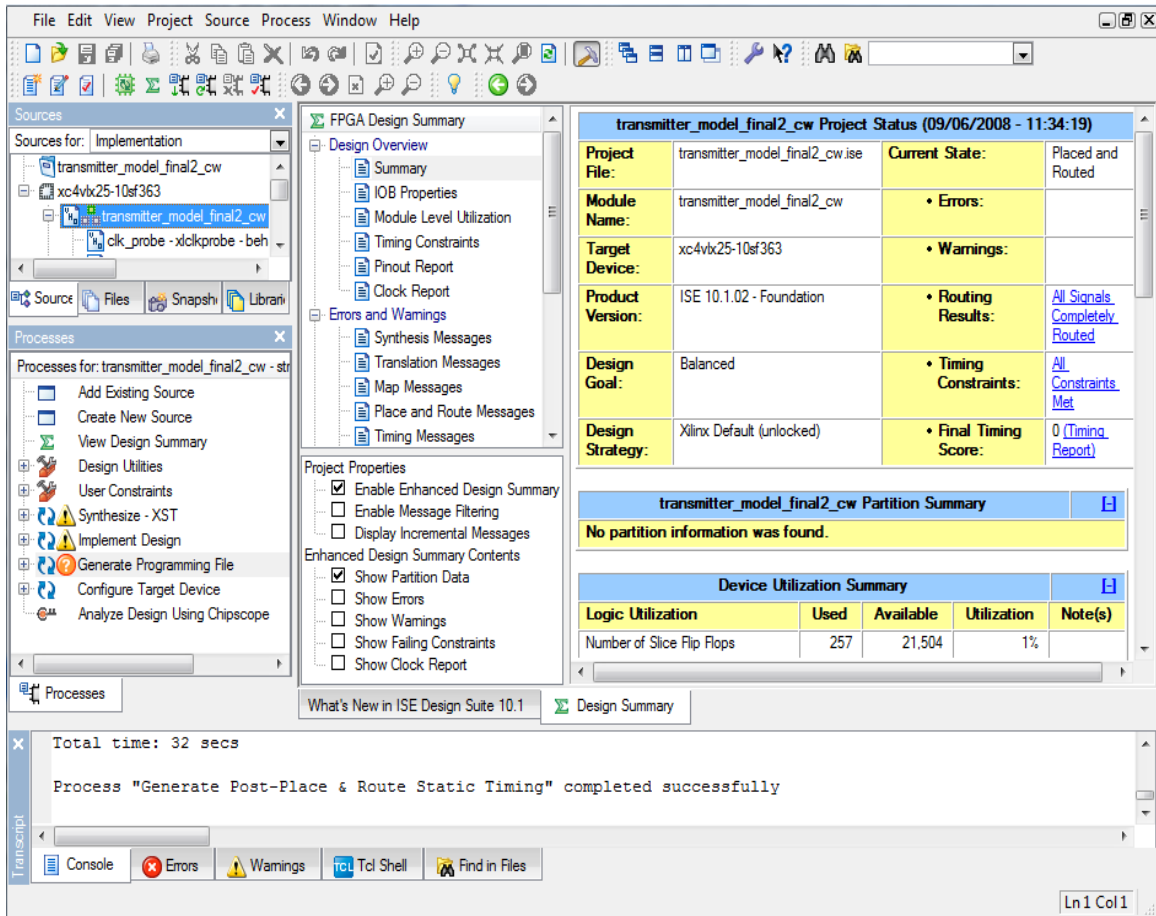 File Edit View Project Source Process Window Help
Sources
Sources for: Implementation
transmitter_model_final2_cw
xc4vlx25-10sf363
transmitter_model_final2_cw
clk_probe - xlclkprobe - beh
Source Files Snapsh Librari
Processes
Processes for: transmitter_model_final2_cw - str
Add Existing Source
Create New Source
View Design Summary
Design Utilities
User Constraints
Synthesize - XST
Implement Design
Generate Programming File
Configure Target Device
Analyze Design Using Chipscope
Processes
FPGA Design Summary
Design Overview
Summary
IOB Properties
Module Level Utilization
Timing Constraints
Pinout Report
Clock Report
Errors and Warnings
Synthesis Messages
Translation Messages
Map Messages
Place and Route Messages
Timing Messages
Project Properties
Enable Enhanced Design Summary
Enable Message Filtering
Display Incremental Messages
Enhanced Design Summary Contents
Show Partition Data
Show Errors
Show Warnings
Show Failing Constraints
Show Clock Report
transmitter_model_final2_cw Project Status (09/06/2008 - 11:34:19)
Project transmitter_model_final2_cw.ise Current State: Placed and
File: Routed
Module transmitter_model_final2_cw • Errors:
Name:
Target xc4vlx25-10sf363 • Warnings:
Device:
Product ISE 10.1.02 - Foundation • Routing All Signals
Version: Results: Completely
Routed
Design Balanced • Timing All
Goal: Constraints: Constraints
Met
Design Xilinx Default (unlocked) • Final Timing 0 (Timing
Strategy: Score: Report)
transmitter_model_final2_cw Partition Summary [-]
No partition information was found.
Device Utilization Summary [-]
Logic Utilization Used Available Utilization Note(s)
Number of Slice Flip Flops 257 21,504 1%
What's New in ISE Design Suite 10.1 Design Summary
Transcript
Total time: 32 secs
Process "Generate Post-Place & Route Static Timing" completed successfully
Console Errors Warnings TCL Tcl Shell Find in Files
Ln 1 Col 1